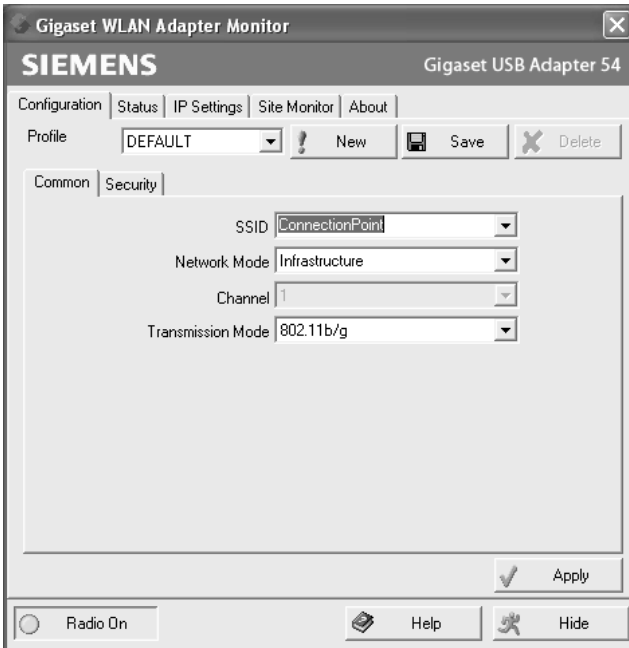 Gigaset WLAN Adapter Monitor
SIEMENS Gigaset USB Adapter 54
Configuration Status IP Settings Site Monitor About
Profile DEFAULT New Save Delete
Common Security
SSID ConnectionPoint
Network Mode Infrastructure
Channel 1
Transmission Mode 802.11b/g
Apply
Radio On Help Hide